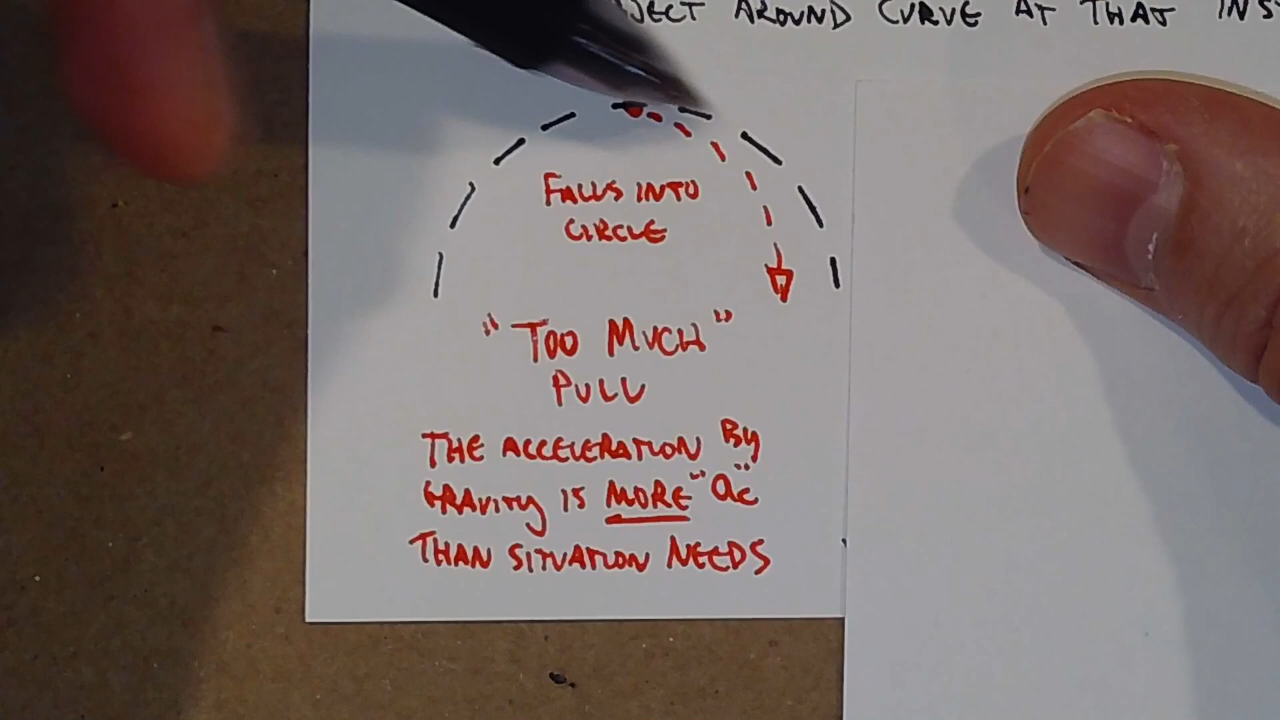 AROUND CURVE AT THAT
FALLS INTO
CIRCLE
"TOO MUCH"
PULL
THE ACCELERATION BY
GRAVITY IS MORE "ac"
THAN SITUATION NEEDS